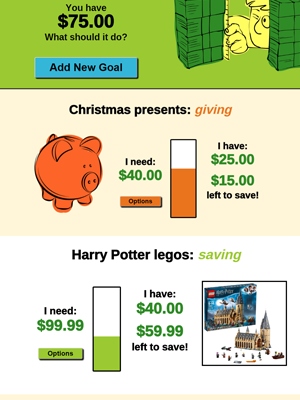 You have
$75.00
What should it do?
Add New Goal
Christmas presents: giving
I need:
$40.00
Options
I have:
$25.00
$15.00
left to save!
Harry Potter legos: saving
I need:
$99.99
Options
I have:
$40.00
$59.99
left to save!